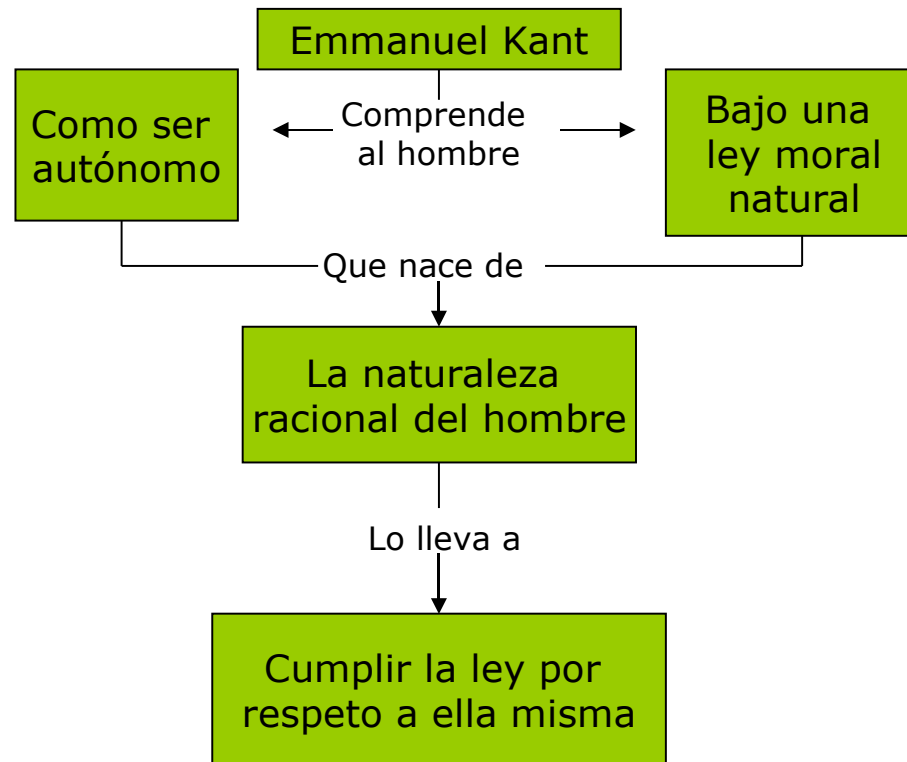 Emmanuel Kant
Comprende
al hombre
Como ser
autónomo
Bajo una
ley moral
natural
Que nace de
La naturaleza
racional del hombre
Lo lleva a
Cumplir la ley por
respeto a ella misma